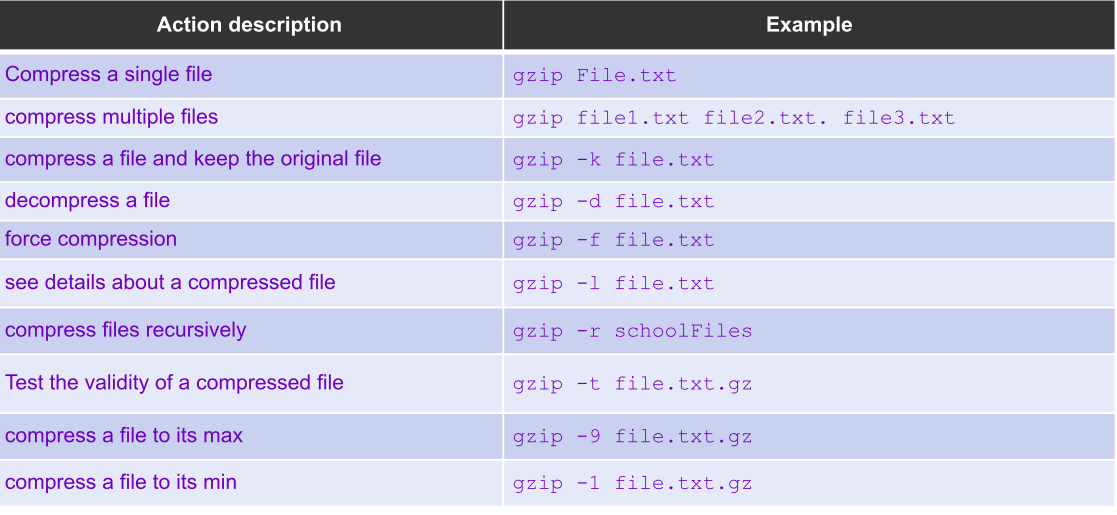 Action description Example
Compress a single file gzip File.txt
compress multiple files gzip file1.txt file2.txt. file3.txt
compress a file and keep the original file gzip -k file.txt
decompress a file gzip -d file.txt
force compression gzip -f file.txt
see details about a compressed file gzip -l file.txt
compress files recursively gzip -r schoolFiles
Test the validity of a compressed file gzip -t file.txt.gz
compress a file to its max gzip -9 file.txt.gz
compress a file to its min gzip -1 file.txt.gz